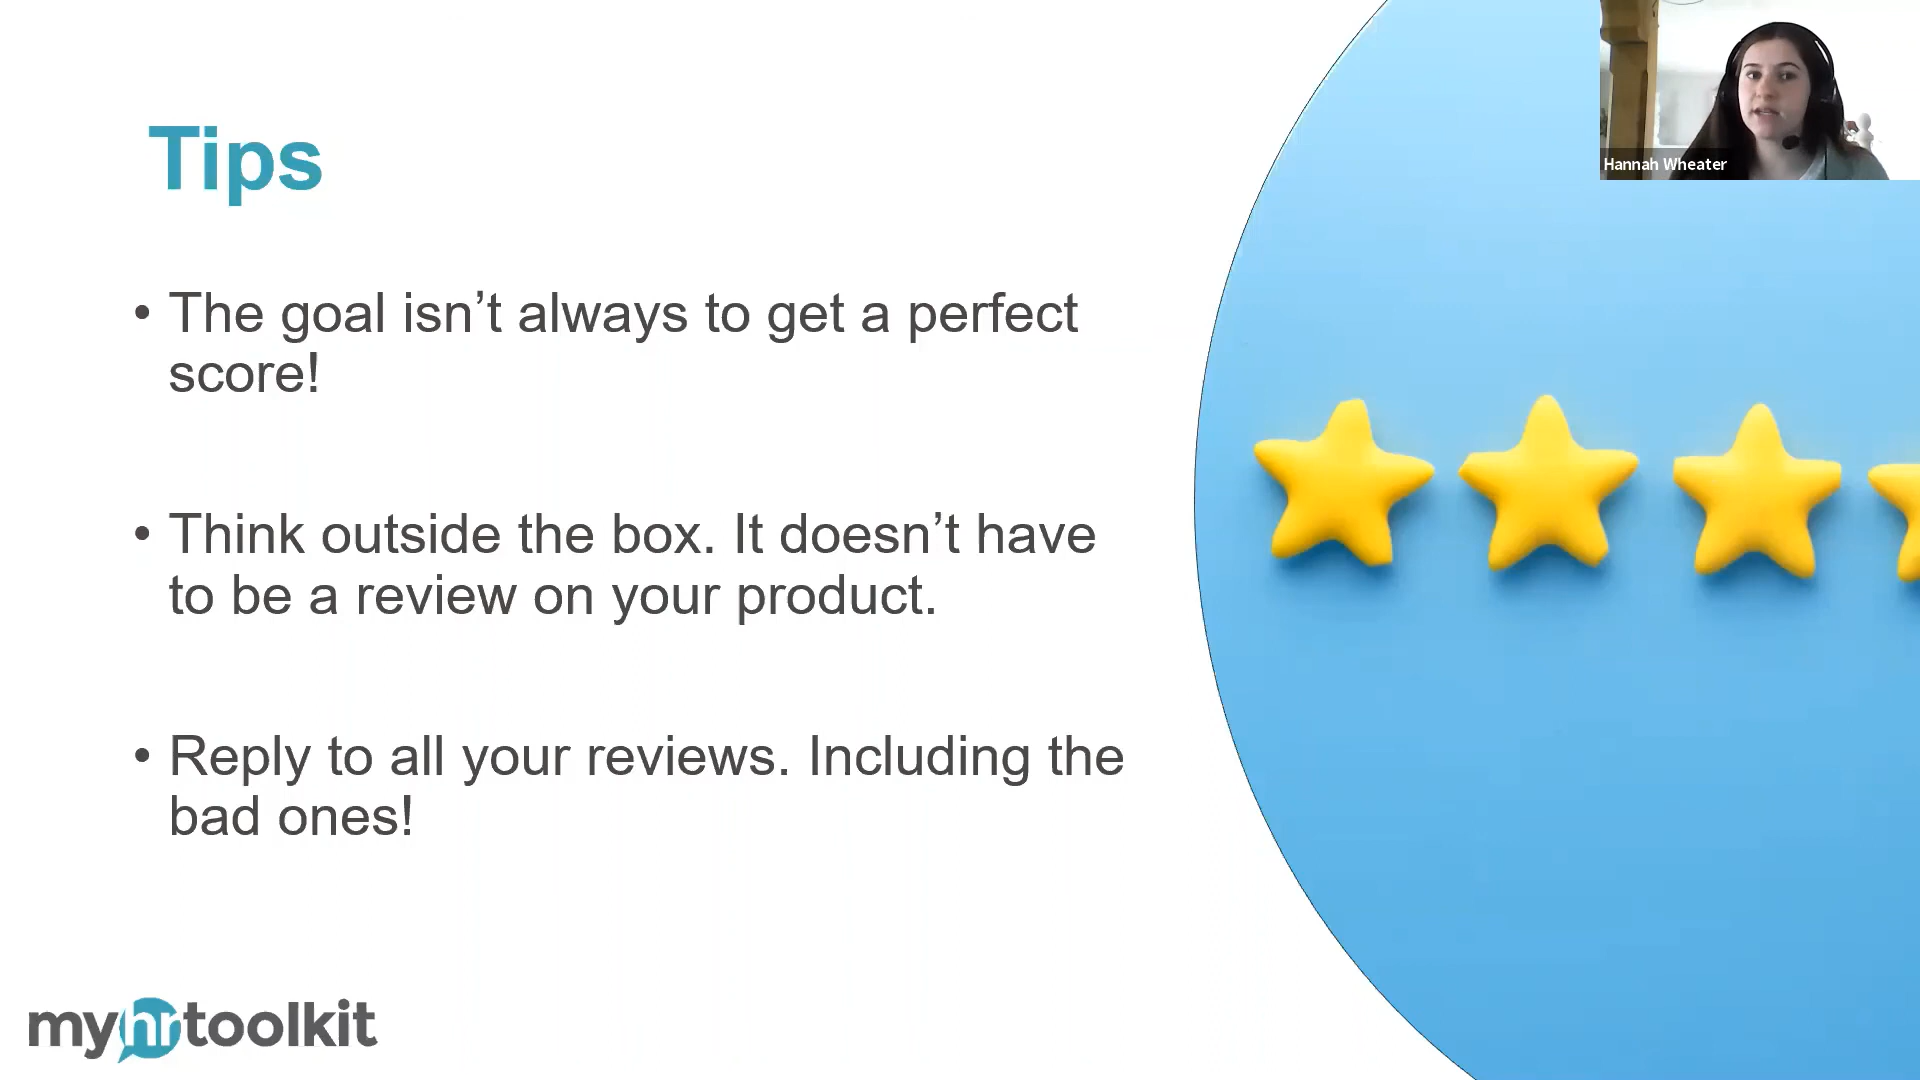 Tips
• The goal isn’t always to get a perfect
score!
• Think outside the box. It doesn’t have
to be a review on your product.
• Reply to all your reviews. Including the
bad ones!
myhrtoolkit
Hannah Wheater